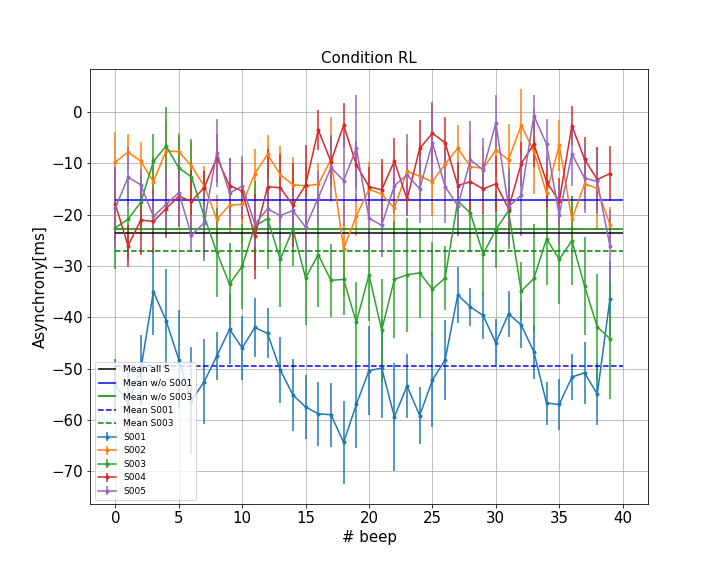 Condition RL
Asynchrony[ms]
0
−10
−20
−30
−40
−50
−60
−70
Mean all S
Mean w/o S001
Mean w/o S003
Mean S001
Mean S003
S001
S002
S003
S004
S005
0 5 10 15 20 25 30 35 40
# beep